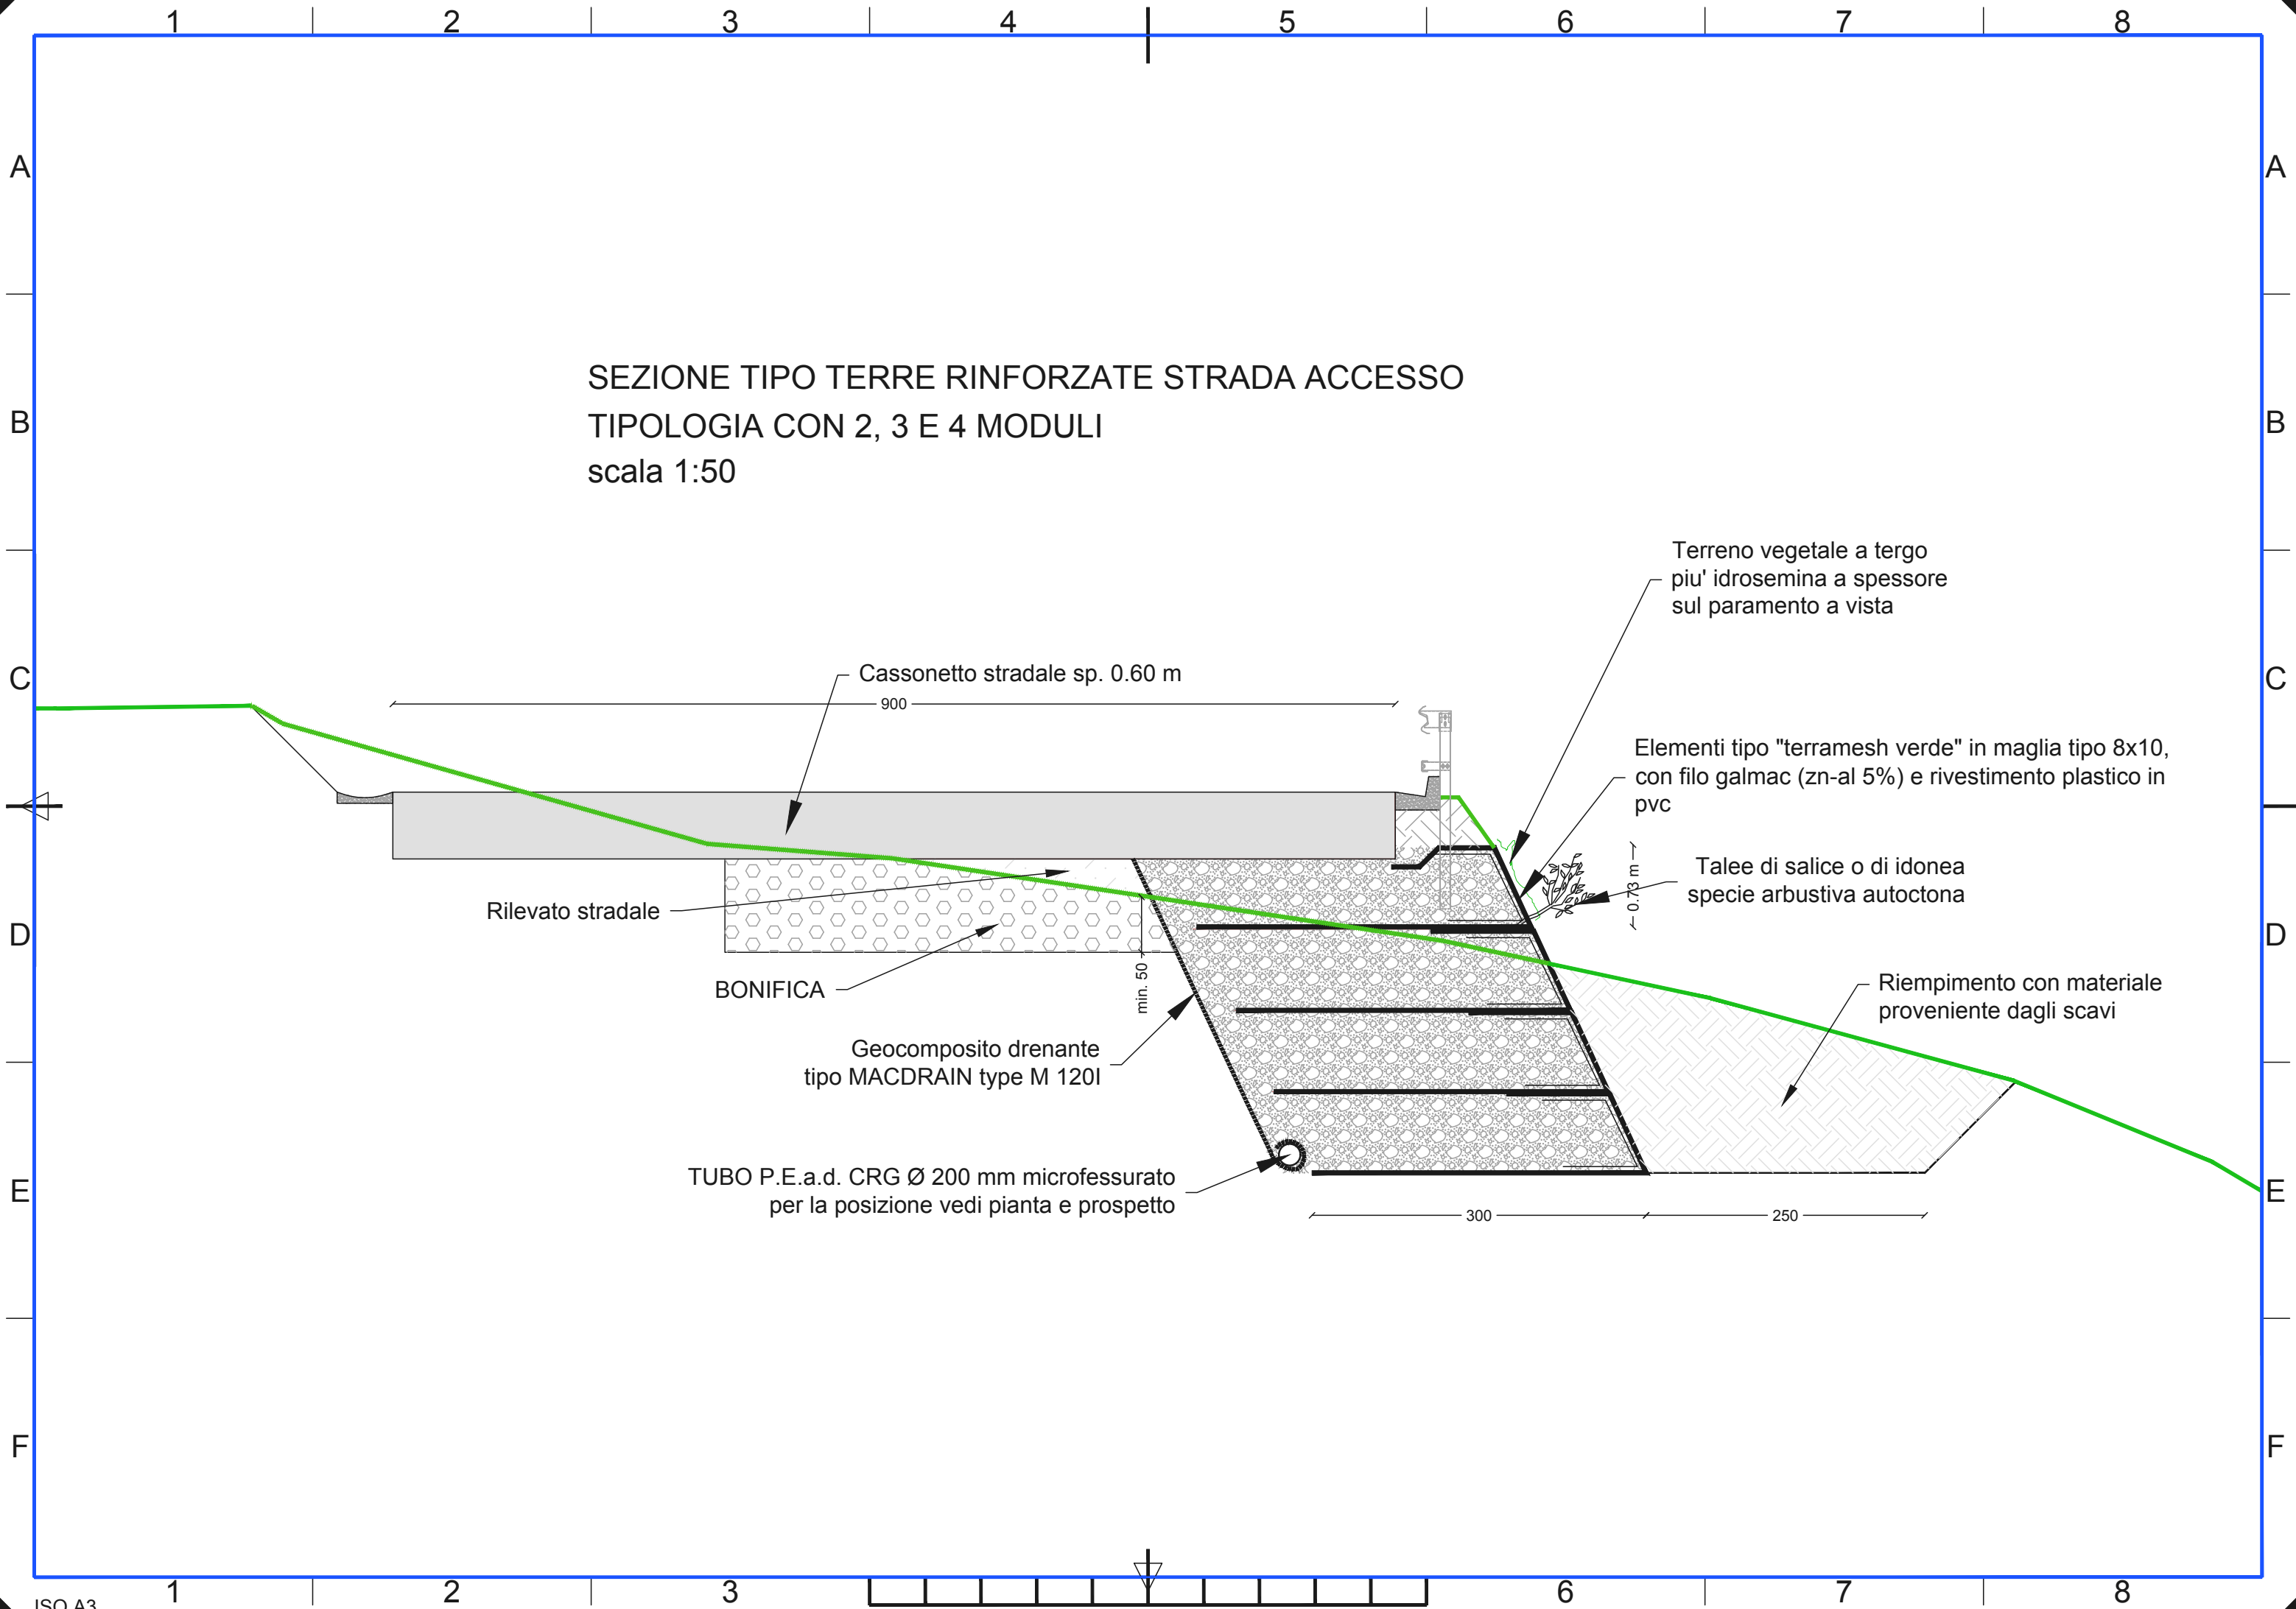 1 2 3 4 5 6 7 8
A A
B B
C C
D D
E E
F F
SEZIONE TIPO TERRE RINFORZATE STRADA ACCESSO
TIPOLOGIA CON 2, 3 E 4 MODULI
scala 1:50
Terreno vegetale a tergo
piu' idrosemina a spessore
sul paramento a vista
Cassonetto stradale sp. 0.60 m
900
Elementi tipo "terramesh verde" in maglia tipo 8x10,
con filo galmac (zn-al 5%) e rivestimento plastico in
pvc
0.73 m
Talee di salice o di idonea
specie arbustiva autoctona
Rilevato stradale
BONIFICA
min. 50
Riempimento con materiale
proveniente dagli scavi
Geocomposito drenante
tipo MACDRAIN type M 120I
TUBO P.E.a.d. CRG Ø 200 mm microfessurato
per la posizione vedi pianta e prospetto
300
250
1 2 3 6 7 8
ISO A3